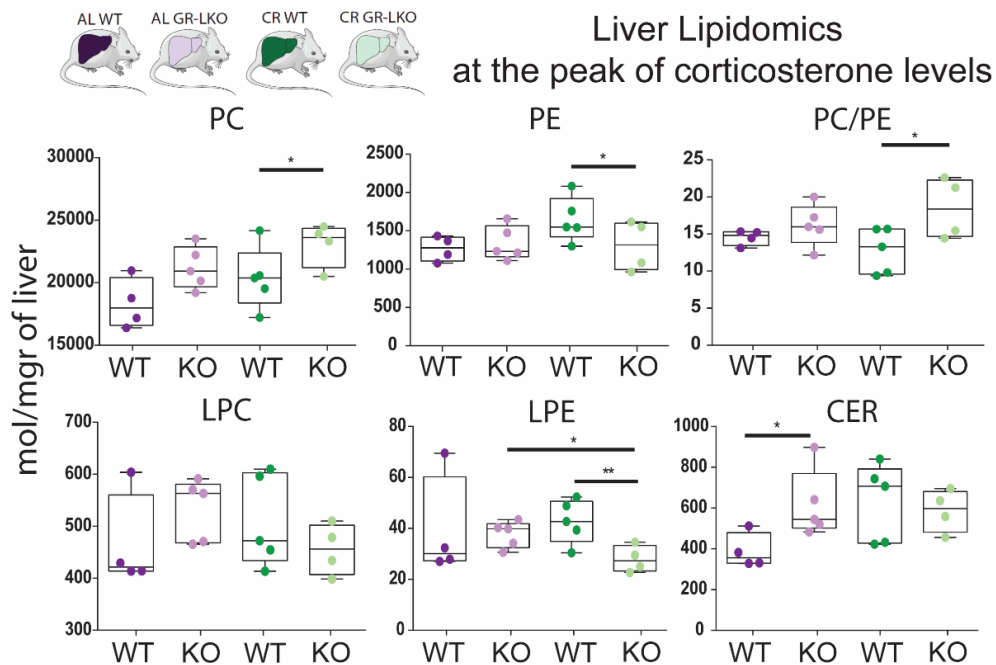 AL WT AL GR-LKO CR WT CR GR-LKO
Liver Lipidomics
at the peak of corticosterone levels
mol/mgr of liver
PC
30000
25000
20000
15000
*
WT KO WT KO
PE
2500
2000
1500
1000
500
0
*
WT KO WT KO
PC/PE
25
20
15
10
5
0
*
WT KO WT KO
LPC
700
600
500
400
300
WT KO WT KO
LPE
80
60
40
20
0
*
**
WT KO WT KO
CER
1000
800
600
400
200
0
*
WT KO WT KO